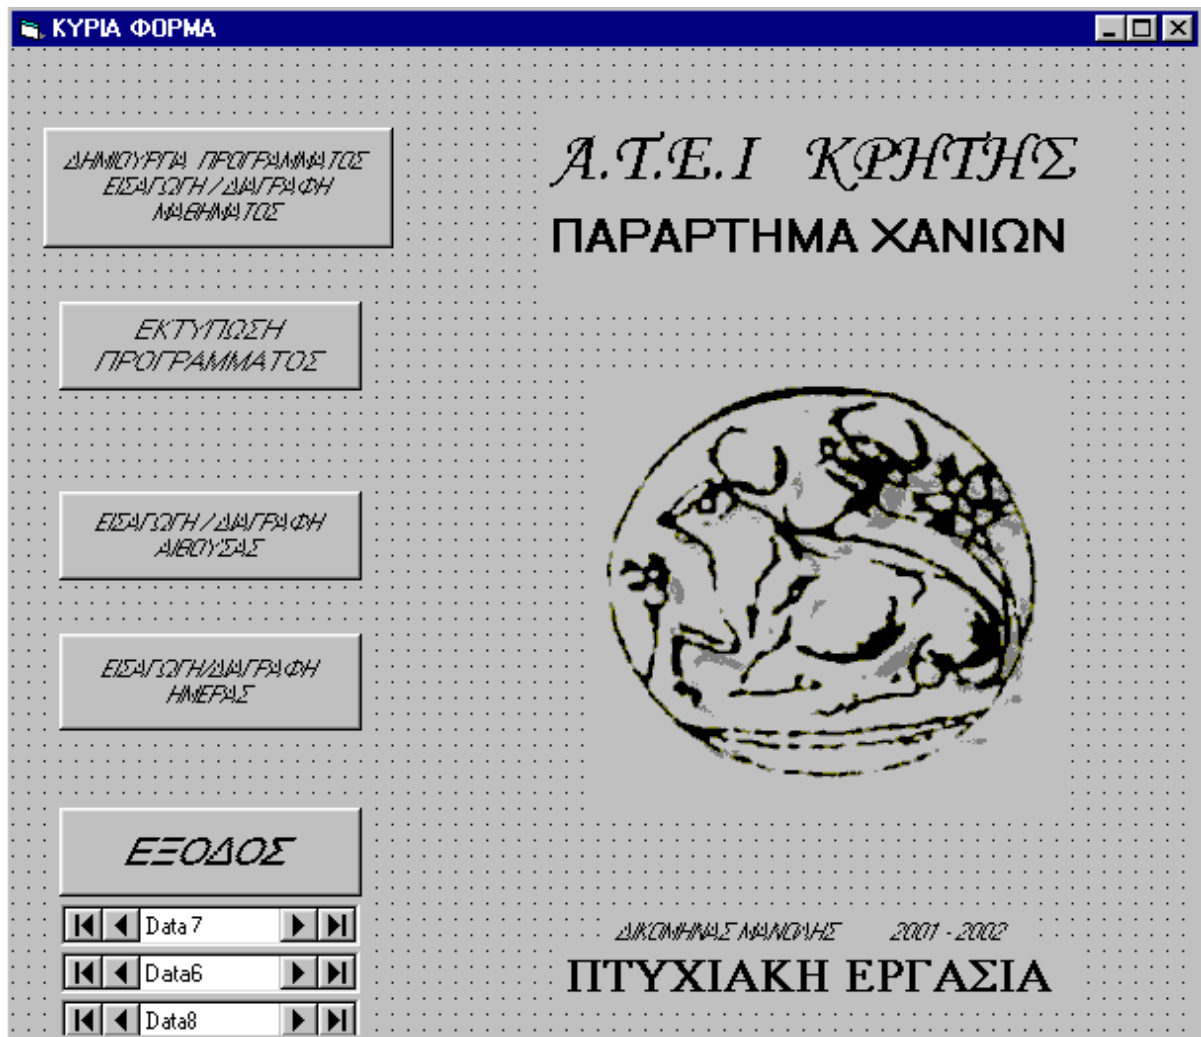 ΚΥΡΙΑ ΦΟΡΜΑ
ΔΗΜΙΟΥΡΓΙΑ ΠΡΟΓΡΑΜΜΑΤΟΣ
ΕΙΣΑΓΩΓΗ / ΔΙΑΓΡΑΦΗ
ΜΑΘΗΜΑΤΟΣ
ΕΚΤΥΠΩΣΗ
ΠΡΟΓΡΑΜΜΑΤΟΣ
ΕΙΣΑΓΩΓΗ / ΔΙΑΓΡΑΦΗ
ΑΙΘΟΥΣΑΣ
ΕΙΣΑΓΩΓΗ/ΔΙΑΓΡΑΦΗ
ΗΜΕΡΑΣ
ΕΞΟΔΟΣ
Data 7
Data6
Data8
Α.Τ.Ε.Ι ΚΡΗΤΗΣ
ΠΑΡΑΡΤΗΜΑ ΧΑΝΙΩΝ
ΔΙΚΟΜΗΝΑΣ ΜΑΝΟΛΗΣ 2001 - 2002
ΠΤΥΧΙΑΚΗ ΕΡΓΑΣΙΑ